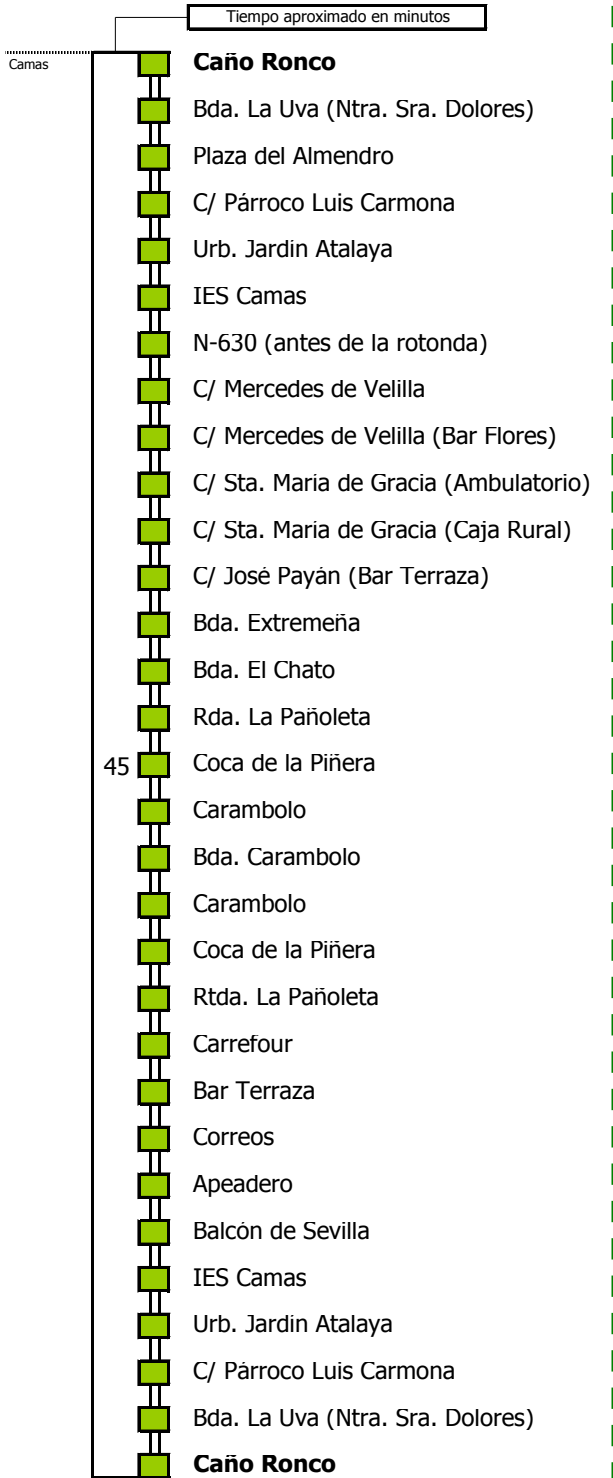 Tiempo aproximado en minutos
Camas
Caño Ronco
Bda. La Uva (Ntra. Sra. Dolores)
Plaza del Almendro
C/ Párroco Luis Carmona
Urb. Jardín Atalaya
IES Camas
N-630 (antes de la rotonda)
C/ Mercedes de Velilla
C/ Mercedes de Velilla (Bar Flores)
C/ Sta. María de Gracia (Ambulatorio)
C/ Sta. María de Gracia (Caja Rural)
C/ José Payán (Bar Terraza)
Bda. Extremeña
Bda. El Chato
Rda. La Pañoleta
45 Coca de la Piñera
Carambolo
Bda. Carambolo
Carambolo
Coca de la Piñera
Rtda. La Pañoleta
Carrefour
Bar Terraza
Correos
Apeadero
Balcón de Sevilla
IES Camas
Urb. Jardín Atalaya
C/ Párroco Luis Carmona
Bda. La Uva (Ntra. Sra. Dolores)
Caño Ronco